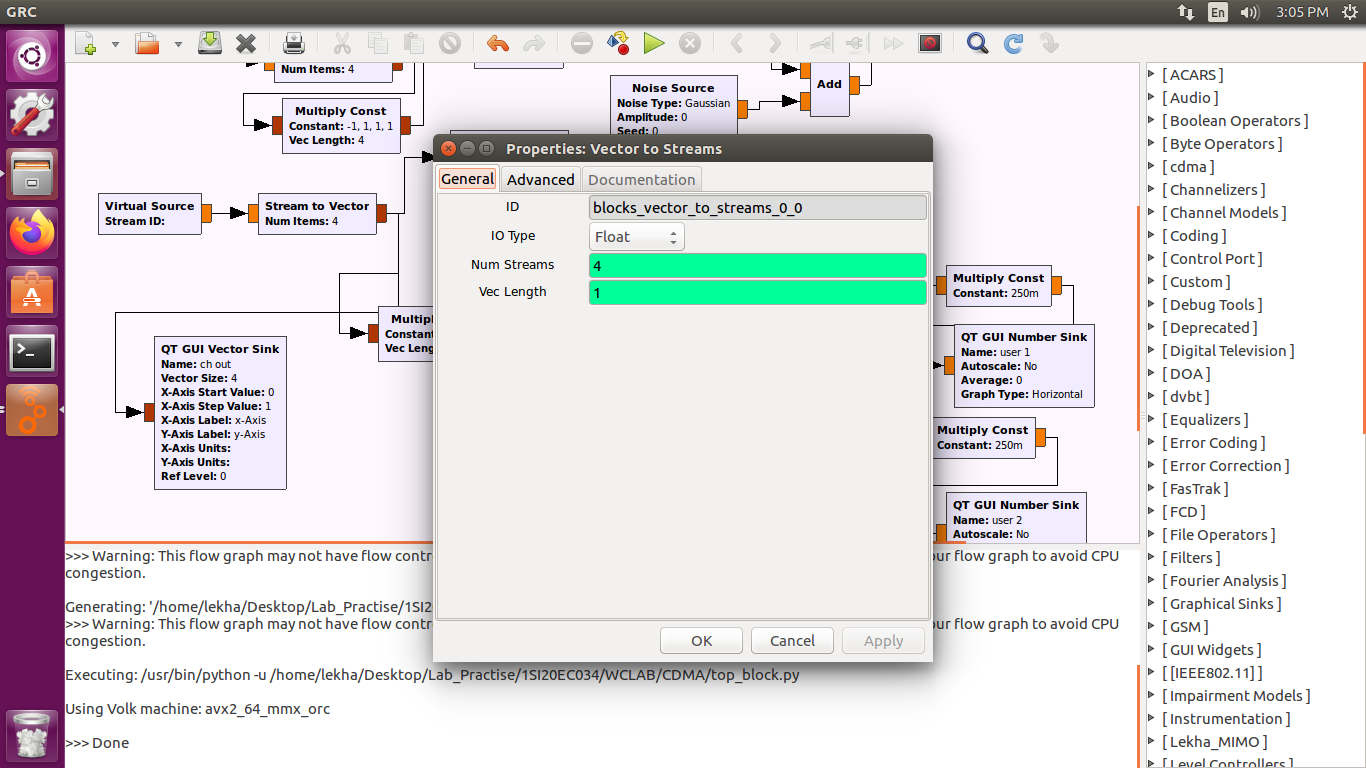 GRC
En
3:05 PM
Num Items: 4
Multiply Const
Constant: -1, 1, 1, 1
Vec Length: 4
Noise Source
Noise Type: Gaussian
Amplitude: 0
Seed: 0
Add
Virtual Source
Stream ID:
Stream to Vector
Num Items: 4
Constant
QT GUI Vector Sink
Name: ch out
Vector Size: 4
X-Axis Start Value: 0
X-Axis Step Value: 1
X-Axis Label: x-Axis
Y-Axis Label: y-Axis
X-Axis Units:
Y-Axis Units:
Ref Level: 0
Properties: Vector to Streams
General
Advanced
Documentation
ID
blocks_vector_to_streams_0_0
IO Type
Float
Num Streams
4
Vec Length
1
OK
Cancel
Apply
Multiply Const
Constant: 250m
QT GUI Number Sink
Name: user 1
Autoscale: No
Average: 0
Graph Type: Horizontal
Multiply Const
Constant: 250m
QT GUI Number Sink
Name: user 2
Autoscale: No
>>> Warning: This flow graph may not have flow contr
our flow graph to avoid CPU
congestion.
Generating: '/home/lekha/Desktop/Lab_Practise/1SI2
>>> Warning: This flow graph may not have flow contr
our flow graph to avoid CPU
congestion.
Executing: /usr/bin/python -u /home/lekha/Desktop/Lab_Practise/1SI20EC034/WCLAB/CDMA/top_block.py
Using Volk machine: avx2_64_mmx_orc
>>> Done
[ ACARS ]
[ Audio ]
[ Boolean Operators ]
[ Byte Operators ]
[ cdma ]
[ Channelizers ]
[ Channel Models ]
[ Coding ]
[ Control Port ]
[ Custom ]
[ Debug Tools ]
[ Deprecated ]
[ Digital Television ]
[ DOA ]
[ dvbt ]
[ Equalizers ]
[ Error Coding ]
[ Error Correction ]
[ FasTrak ]
[ FCD ]
[ File Operators ]
[ Filters ]
[ Fourier Analysis ]
[ Graphical Sinks ]
[ GSM ]
[ GUI Widgets ]
[ [IEEE802.11] ]
[ Impairment Models ]
[ Instrumentation ]
[ Lekha_MIMO ]
[ Level Controllers ]